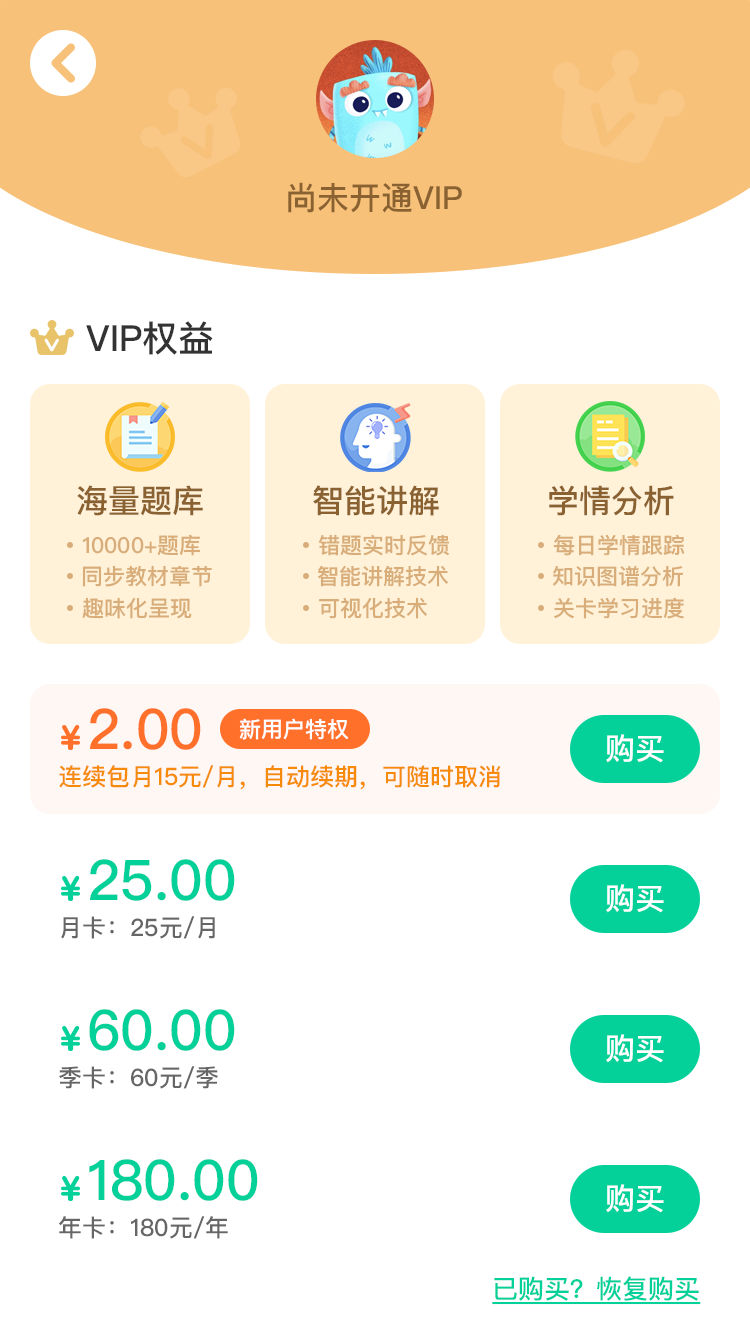 尚未开通VIP
VIP权益
海量题库
• 10000+题库
• 同步教材章节
• 趣味化呈现
智能讲解
• 错题实时反馈
• 智能讲解技术
• 可视化技术
学情分析
• 每日学情跟踪
• 知识图谱分析
• 关卡学习进度
¥2.00 新用户特权
连续包月15元/月，自动续期，可随时取消
购买
¥25.00
月卡：25元/月
购买
¥60.00
季卡：60元/季
购买
¥180.00
年卡：180元/年
购买
已购买？恢复购买